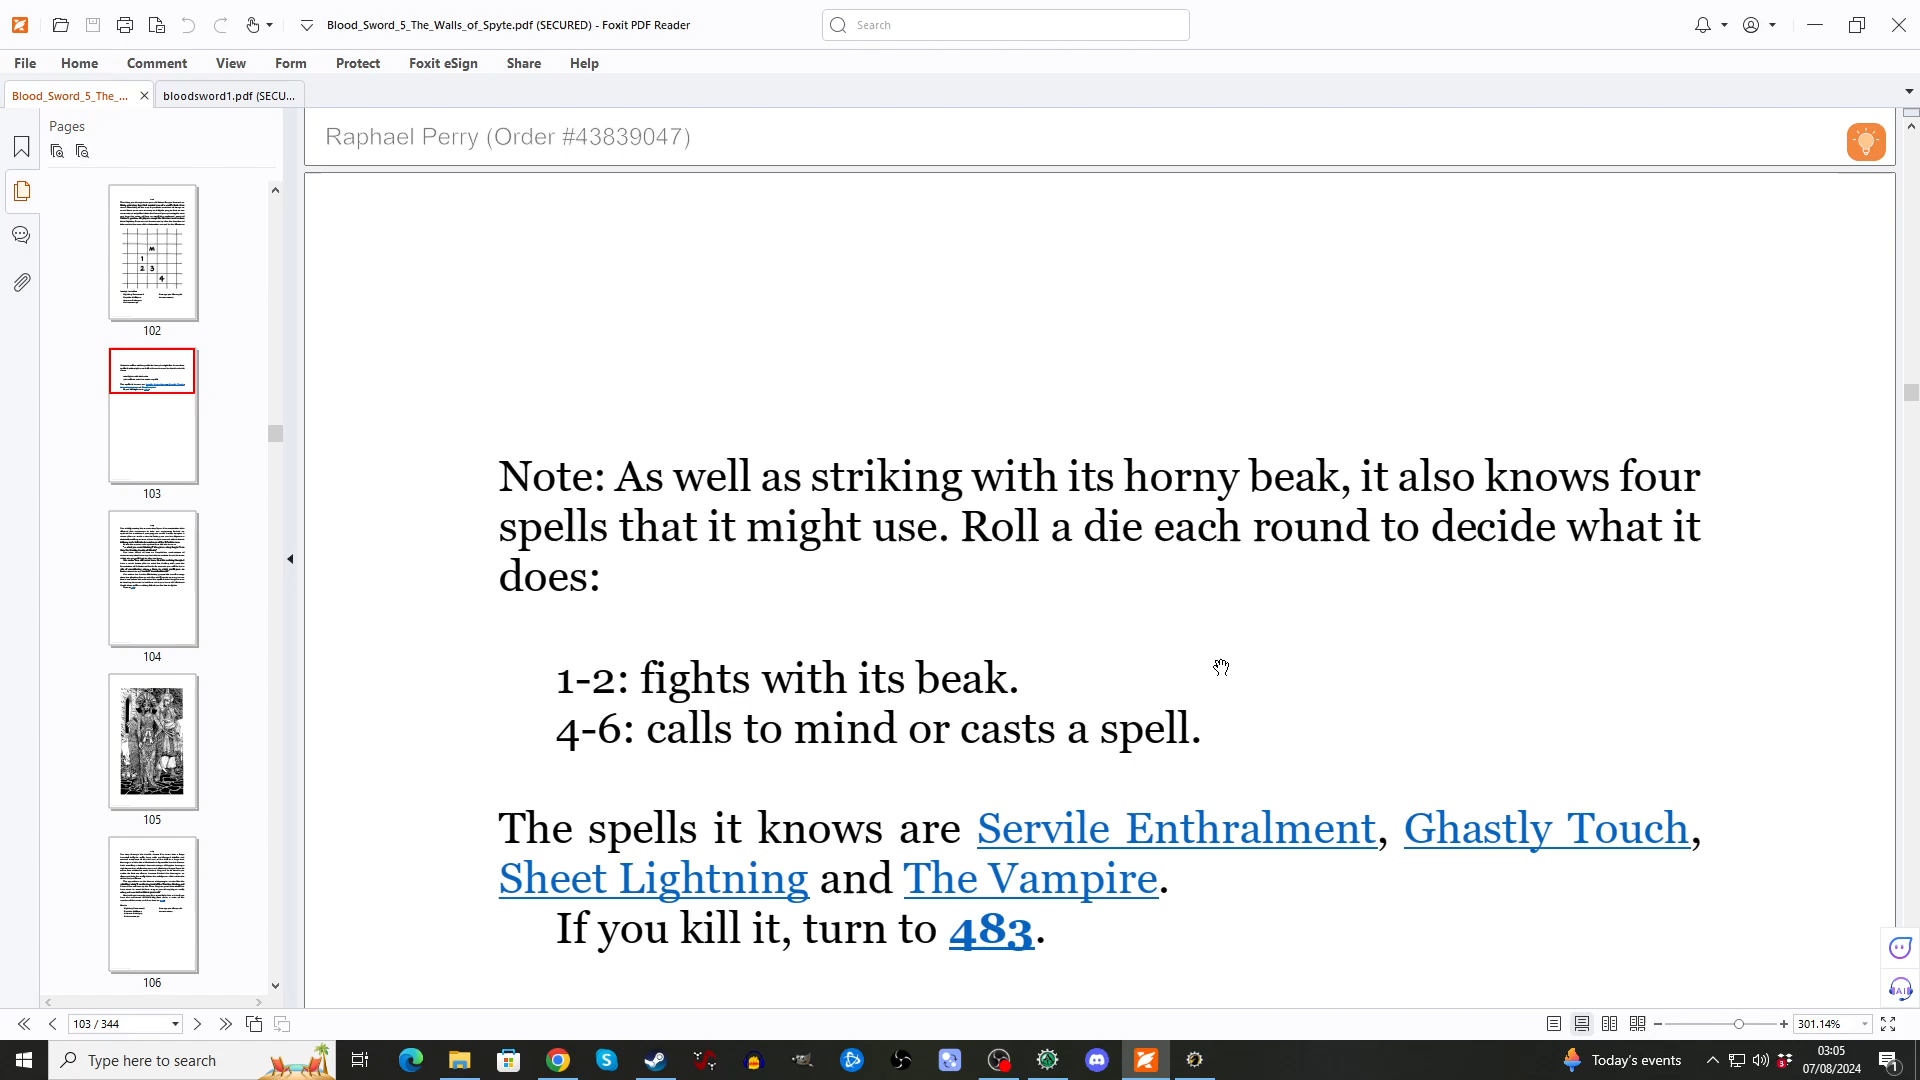 Blood_Sword_5_The_Walls_of_Spyte.pdf (SECURED) - Foxit PDF Reader
Search
File
Home
Comment
View
Form
Protect
Foxit eSign
Share
Help
Blood_Sword_5_The_...
bloodsword1.pdf (SECU...
Pages
102
103
104
105
106
Raphael Perry (Order #43839047)
Note: As well as striking with its horny beak, it also knows four
spells that it might use. Roll a die each round to decide what it
does:
1-2: fights with its beak.
4-6: calls to mind or casts a spell.
The spells it knows are Servile Enthralment, Ghastly Touch,
Sheet Lightning and The Vampire.
If you kill it, turn to 483.
103 / 344
301.14%
Type here to search
Today's events
03:05
07/08/2024